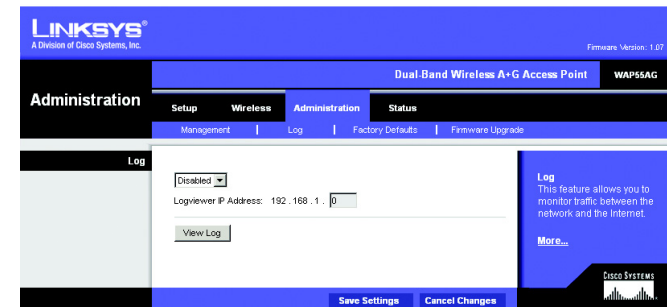 LINKSYS®
A Division of Cisco Systems, Inc.
Firmware Version: 1.07
Dual-Band Wireless A+G Access Point WAP55AG
Administration
Setup Wireless Administration Status
Management | Log | Factory Defaults | Firmware Upgrade
Log
Disabled
Logviewer IP Address: 192 . 168 . 1 . 0
View Log
Log
This feature allows you to
monitor traffic between the
network and the Internet.
More...
CISCO SYSTEMS
Save Settings Cancel Changes